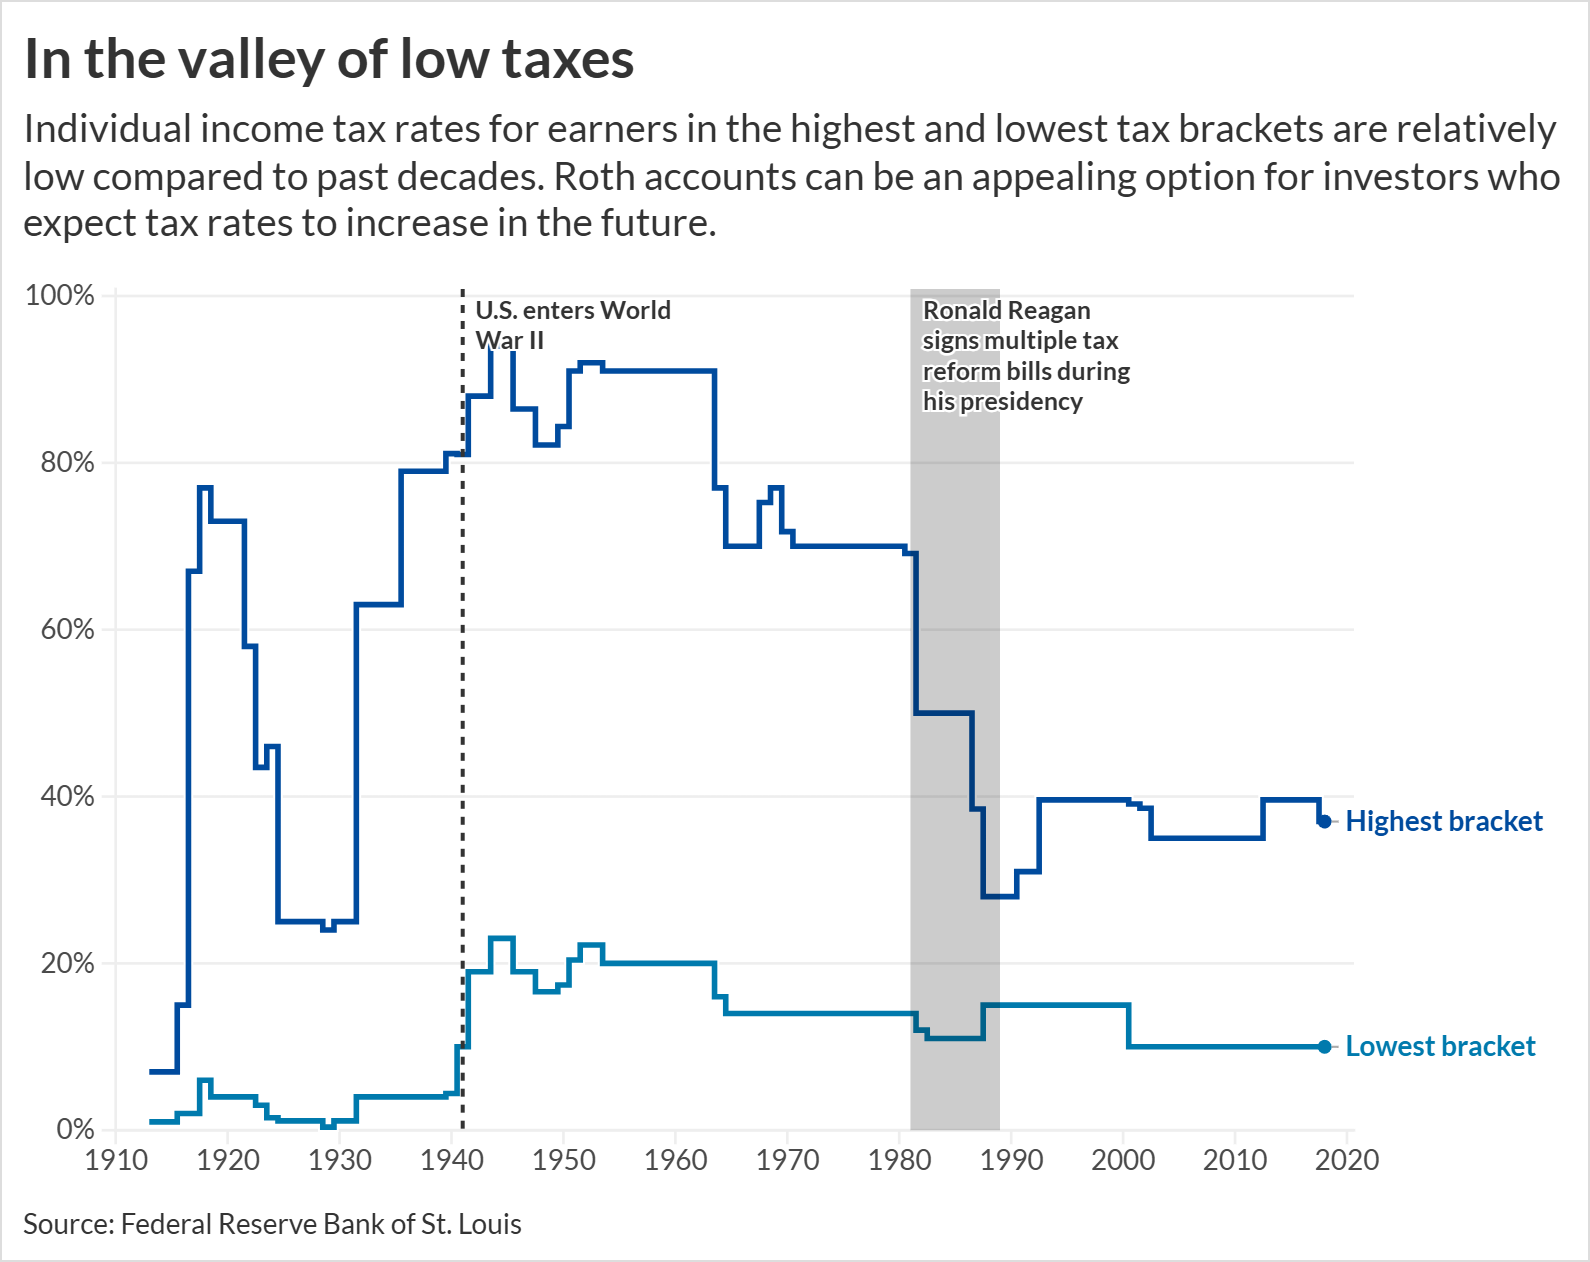 In the valley of low taxes
Individual income tax rates for earners in the highest and lowest tax brackets are relatively
low compared to past decades. Roth accounts can be an appealing option for investors who
expect tax rates to increase in the future.
100%
U.S. enters World
War II
Ronald Reagan
signs multiple tax
reform bills during
his presidency
80%
60%
40%
Highest bracket
20%
Lowest bracket
0%
1910 1920 1930 1940 1950 1960 1970 1980 1990 2000 2010 2020
Source: Federal Reserve Bank of St. Louis